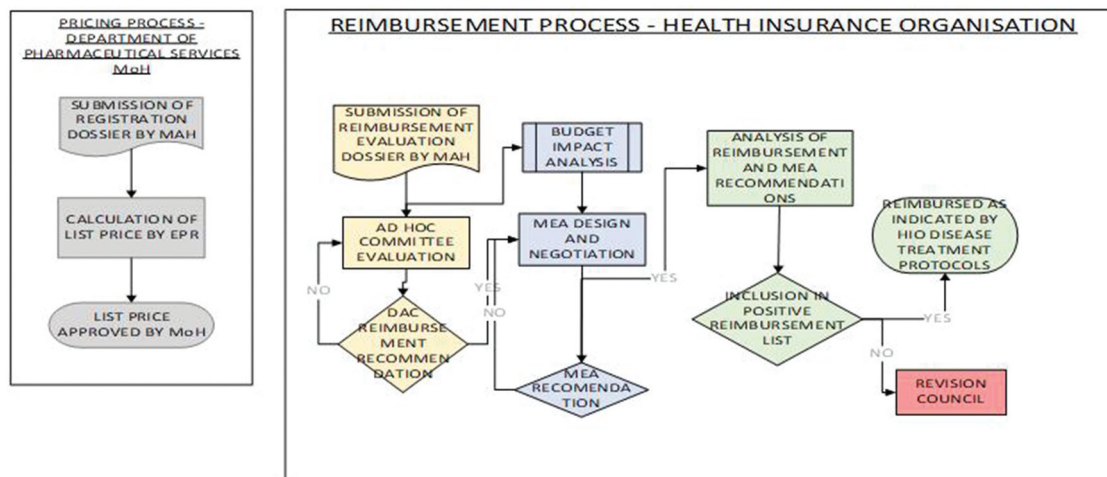 PRICING PROCESS -
DEPARTMENT OF
PHARMACEUTICAL SERVICES
MoH
SUBMISSION OF
REGISTRATION
DOSSIER BY MAH
CALCULATION OF
LIST PRICE BY EPR
LIST PRICE
APPROVED BY MoH
REIMBURSEMENT PROCESS - HEALTH INSURANCE ORGANISATION
SUBMISSION OF
REIMBURSEMENT
EVALUATION
DOSSIER BY MAH
AD HOC
COMMITTEE
EVALUATION
NO
DAC
REIMBURSE
MENT
RECOMMEN
DATION
YES
NO
BUDGET
IMPACT
ANALYSIS
MEA DESIGN
AND
NEGOTIATION
MEA
RECOMENDA
TION
YES
ANALYSIS OF
REIMBURSEMENT
AND MEA
RECOMMENDATI
ONS
INCLUSION IN
POSITIVE
REIMBURSEMENT
LIST
YES
NO
REIMBURSED AS
INDICATED BY
HIO DISEASE
TREATMENT
PROTOCOLS
REVISION
COUNCIL